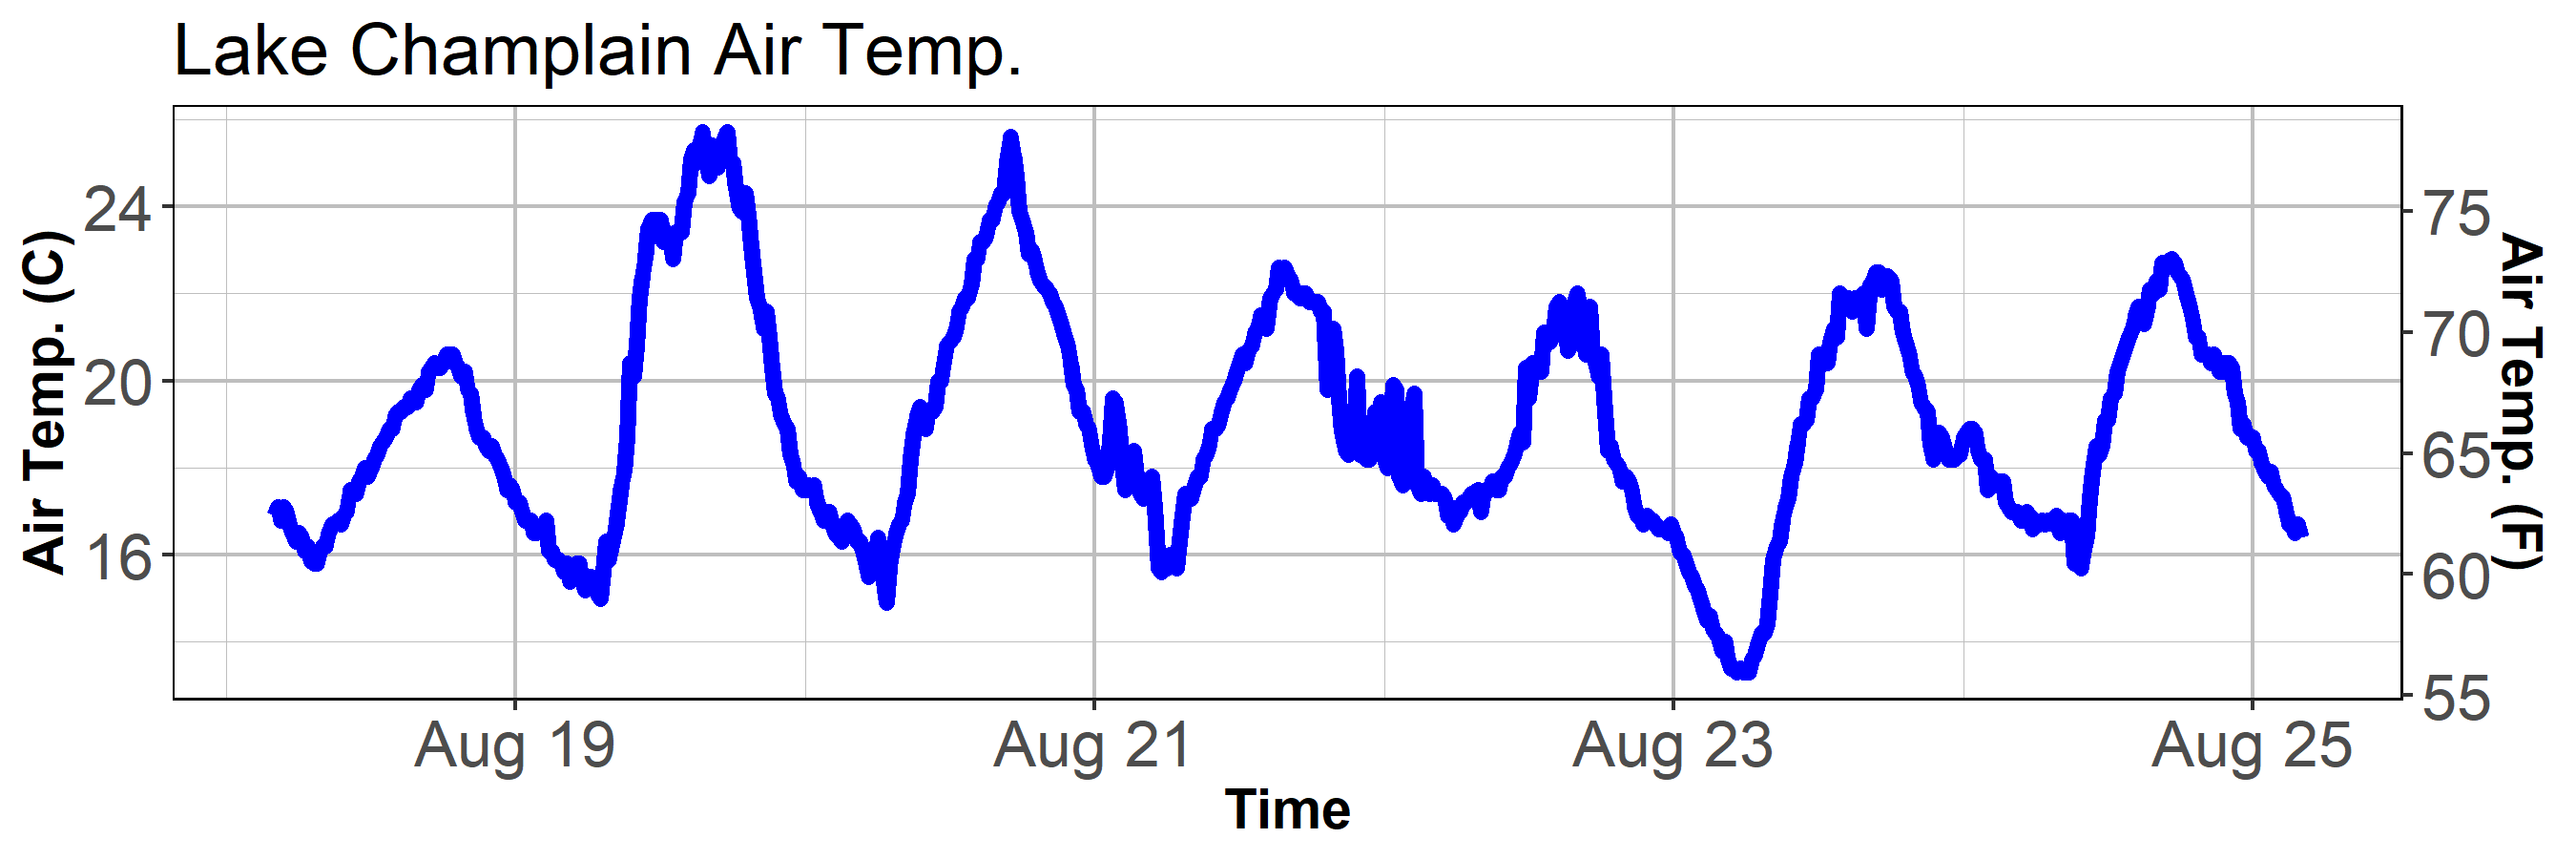 Lake Champlain Air Temp.
Air Temp. (C)
24
20
16
75
70
65
60
55
Air Temp. (F)
Aug 19
Aug 21
Aug 23
Aug 25
Time